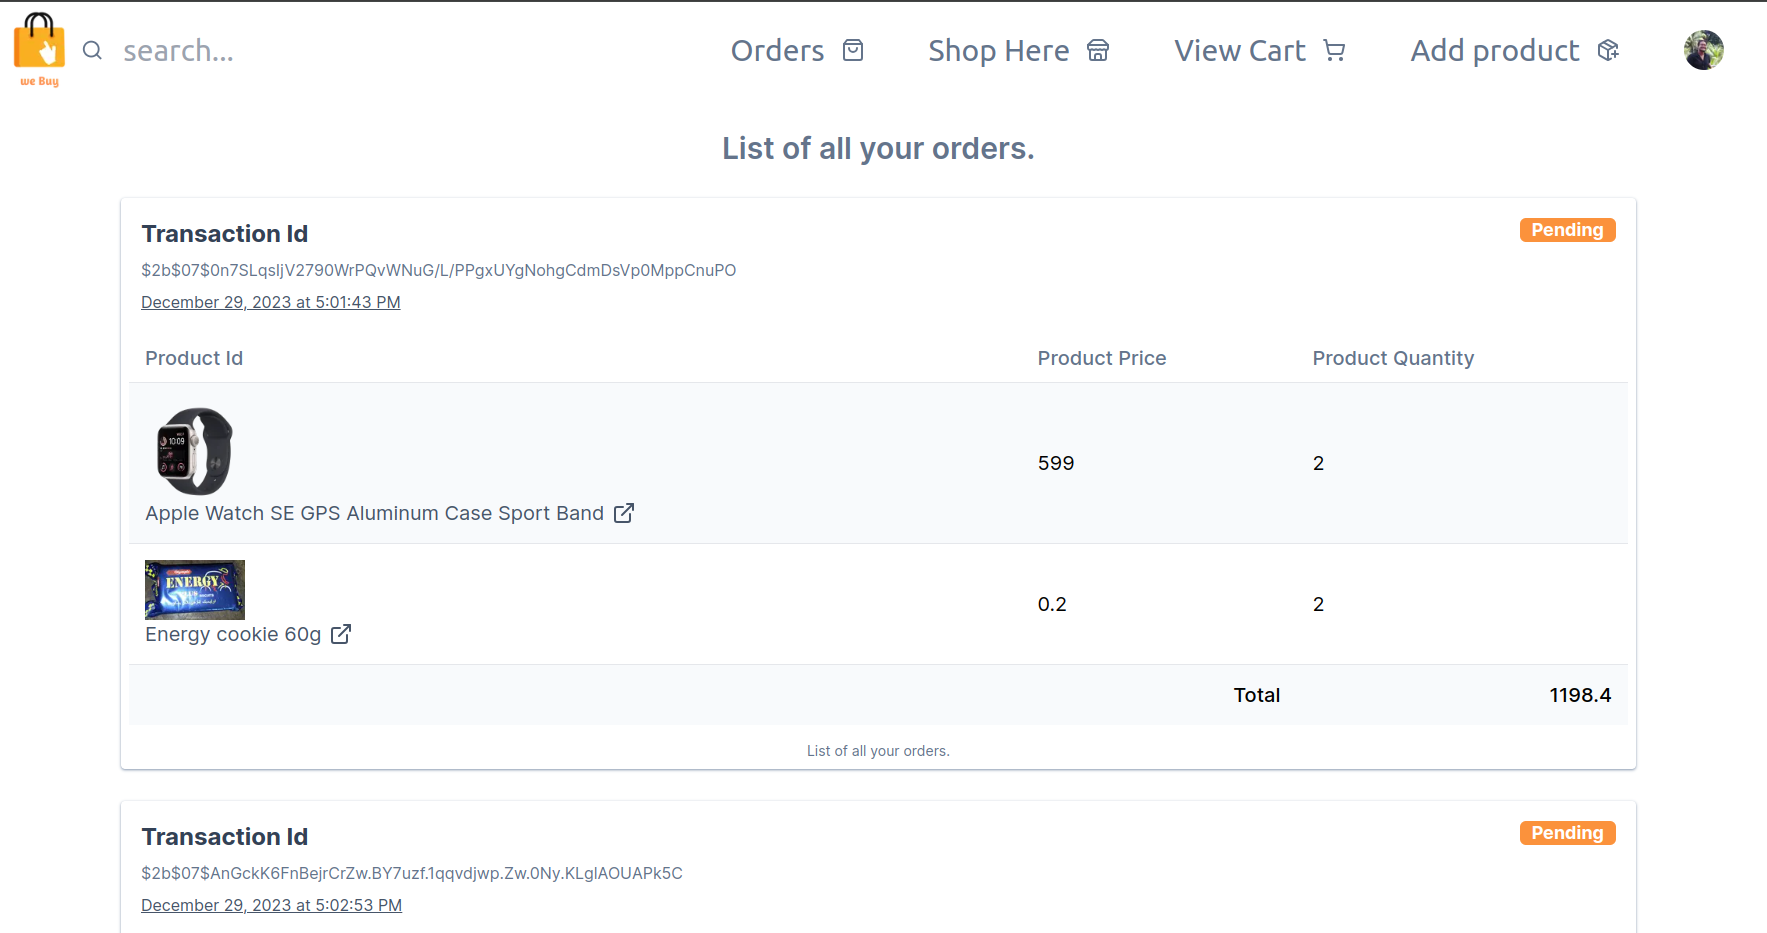 we Buy
search...
Orders
Shop Here
View Cart
Add product
List of all your orders.
Transaction Id
Pending
$2b$07$0n7SLqsIjV2790WrPQvWNuG/L/PPgxUYgNohgCdmDsVp0MppCnuPO
December 29, 2023 at 5:01:43 PM
Product Id
Product Price
Product Quantity
10:09
Apple Watch SE GPS Aluminum Case Sport Band
599
2
ENERGY
Energy cookie 60g
0.2
2
Total
1198.4
List of all your orders.
Transaction Id
Pending
$2b$07$AnGckK6FnBejrCrZw.BY7uzf.1qqvdjwp.Zw.0Ny.KLglAOUAPk5C
December 29, 2023 at 5:02:53 PM